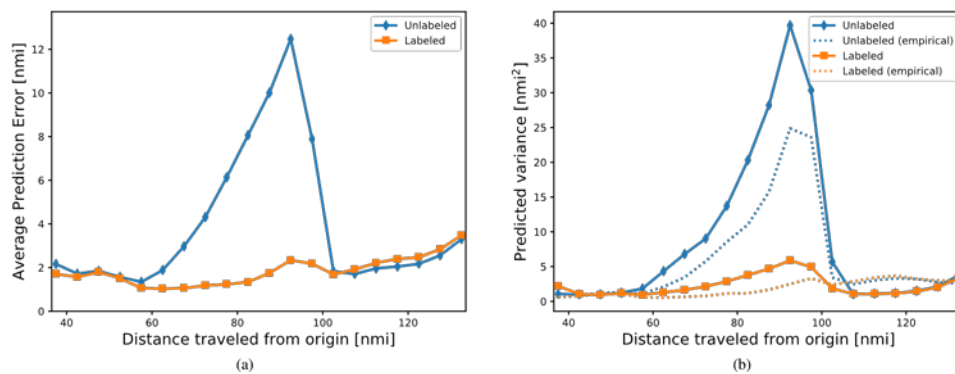 Average Prediction Error [nmi]
12
10
8
6
4
2
0
40
60
80
100
120
Distance traveled from origin [nmi]
Unlabeled
Labeled
(a)
Predicted variance [nmi²]
40
35
30
25
20
15
10
5
0
40
60
80
100
120
Distance traveled from origin [nmi]
Unlabeled
Unlabeled (empirical)
Labeled
Labeled (empirical)
(b)